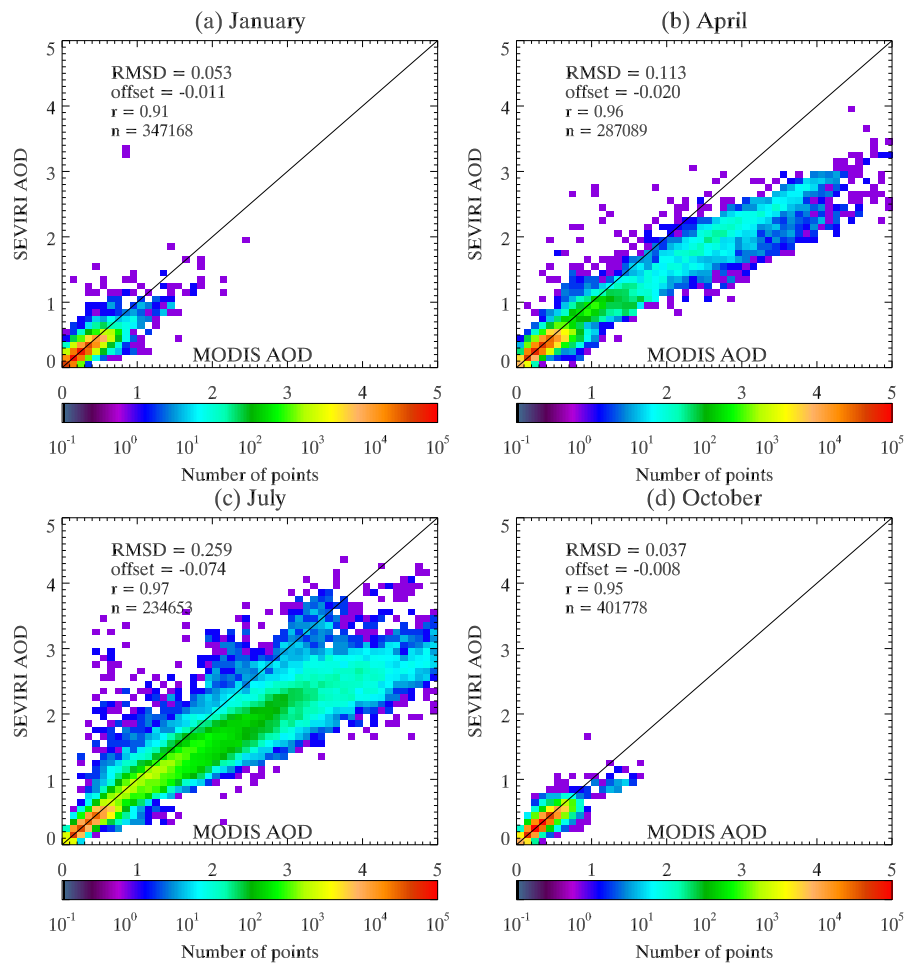 (a) January
5
4
3
2
1
0
SEVIRI AOD
RMSD = 0.053
offset = -0.011
r = 0.91
n = 347168
MODIS AOD
0 1 2 3 4 5
10^-1 10^0 10^1 10^2 10^3 10^4 10^5
Number of points
(b) April
5
4
3
2
1
0
SEVIRI AOD
RMSD = 0.113
offset = -0.020
r = 0.96
n = 287089
MODIS AOD
0 1 2 3 4 5
10^-1 10^0 10^1 10^2 10^3 10^4 10^5
Number of points
(c) July
5
4
3
2
1
0
SEVIRI AOD
RMSD = 0.259
offset = -0.074
r = 0.97
n = 234653
MODIS AOD
0 1 2 3 4 5
10^-1 10^0 10^1 10^2 10^3 10^4 10^5
Number of points
(d) October
5
4
3
2
1
0
SEVIRI AOD
RMSD = 0.037
offset = -0.008
r = 0.95
n = 401778
MODIS AOD
0 1 2 3 4 5
10^-1 10^0 10^1 10^2 10^3 10^4 10^5
Number of points